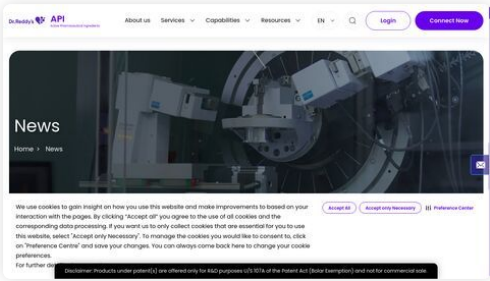 Dr.Reddy's
API
About us Services Capabilities Resources EN Login Connect Now
News
Home > News
We use cookies to gain insight on how you use this website and make improvements to based on your
interaction with the pages. By clicking "Accept all" you agree to the use of all cookies and the
corresponding data processing. If you want us to only collect cookies that are essential for you to use
this website, select "Accept only Necessary". To manage the cookies you would like to consent to, click
on "Preference Centre" and save your changes. You can always come back here to change your cookie
preferences.
For further
Accept All Accept only Necessary Preference Center
Disclaimer: Products under patent(s) are offered only for R&D purposes U/S 107A of the Patent Act (Bolar Exemption) and not for commercial sale